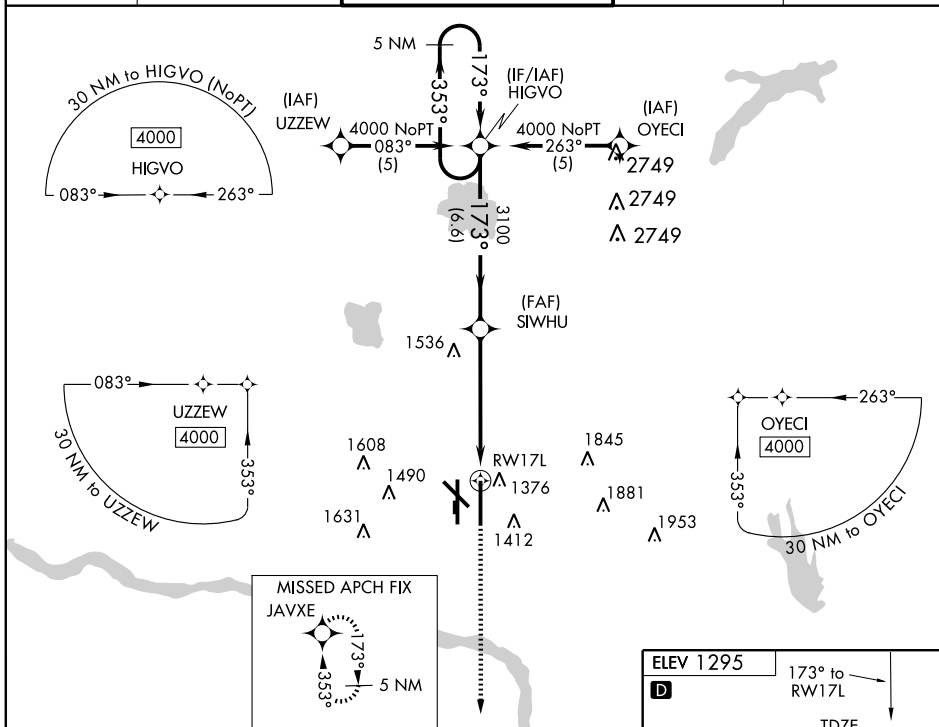 30 NM to HIGVO (NoPT)
4000
HIGVO
083°
263°
5 NM
353°
173°
(IF/IAF)
HIGVO
(IAF)
UZZEW
4000 NoPT
083°
(5)
4000 NoPT
263°
(5)
(IAF)
OYECI
2749
2749
2749
3100
173°
(6.6)
(FAF)
SIWHU
1536
083°
UZZEW
4000
353°
30 NM to UZZEW
263°
OYECI
4000
353°
30 NM to OYECI
1608
1490
1631
RW17L
1376
1412
1845
1881
1953
MISSED APCH FIX
JAVXE
173°
353°
5 NM
ELEV 1295
D
173° to
RW17L
TDZE